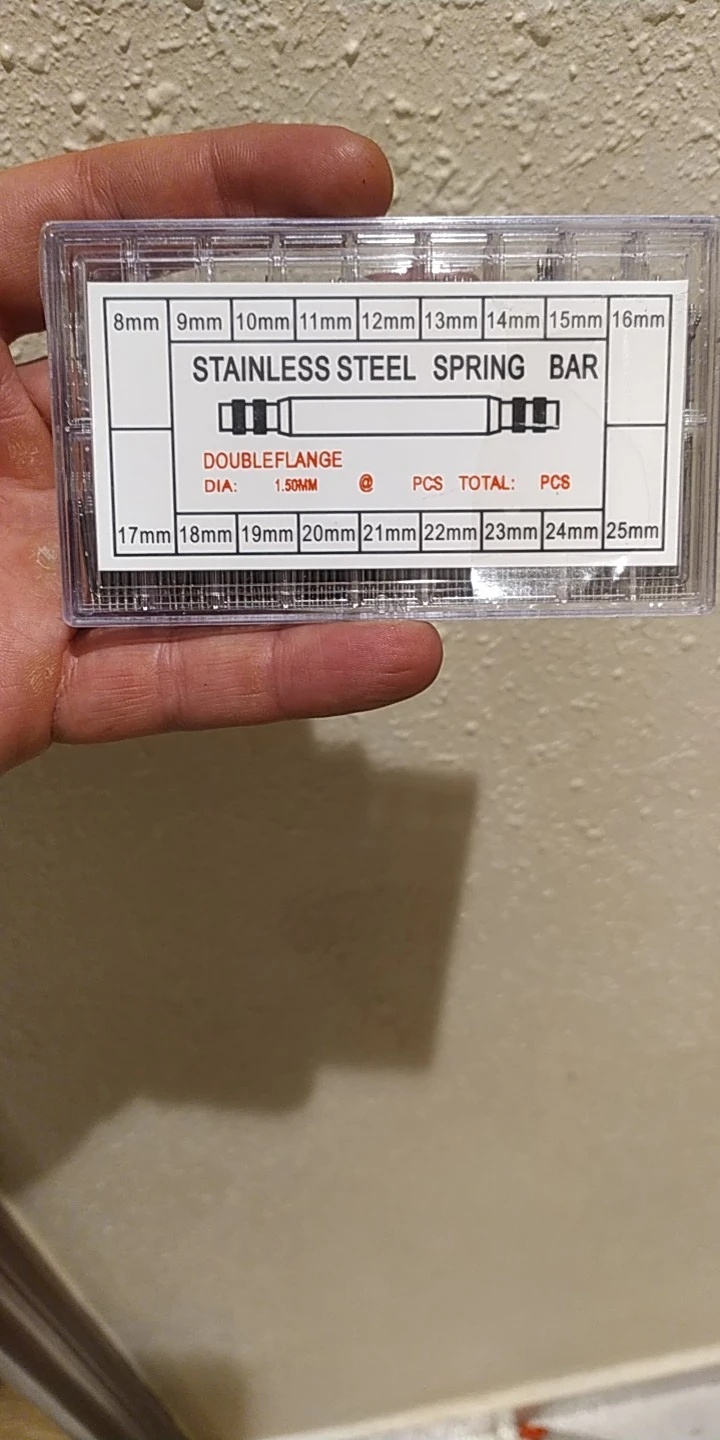 8mm 9mm 10mm 11mm 12mm 13mm 14mm 15mm 16mm
STAINLESS STEEL SPRING BAR
DOUBLEFLANGE
DIA: 1.50MM @ PCS TOTAL: PCS
17mm 18mm 19mm 20mm 21mm 22mm 23mm 24mm 25mm